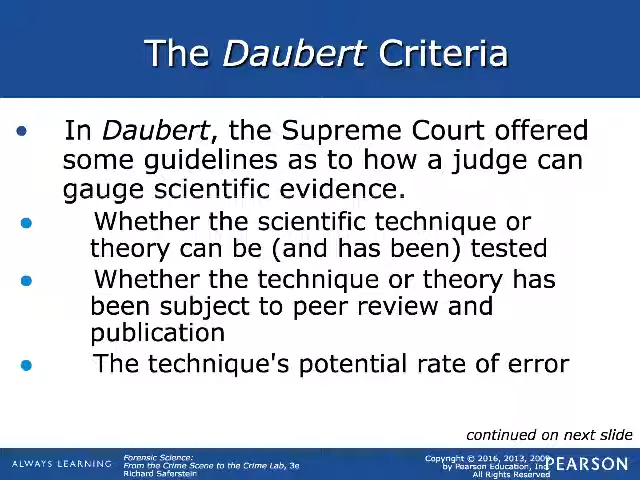 The Daubert Criteria
• In Daubert, the Supreme Court offered
some guidelines as to how a judge can
gauge scientific evidence.
• Whether the scientific technique or
theory can be (and has been) tested
• Whether the technique or theory has
been subject to peer review and
publication
• The technique's potential rate of error
continued on next slide
ALWAYS LEARNING
Forensic Science:
From the Crime Scene to the Crime Lab, 3e
Richard Saferstein
Copyright © 2016, 2013, 2009
by Pearson Education, Inc
All Rights Reserved
PEARSON